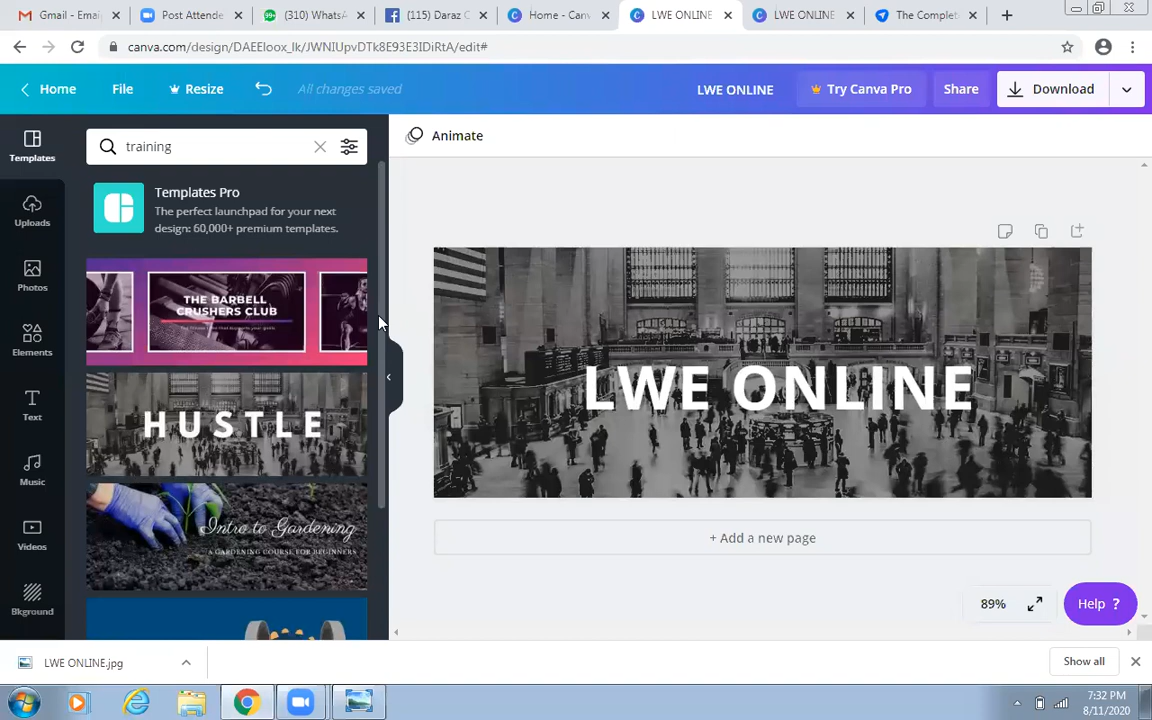 Gmail - Emai
Post Attende
(310) WhatsA
(115) Daraz C
Home - Canv
LWE ONLINE
LWE ONLINE
The Complet
canva.com/design/DAEEloox_lk/JWNIUpvDTk8E93E3IDiRtA/edit#
Home
File
Resize
All changes saved
LWE ONLINE
Try Canva Pro
Share
Download
Templates
Uploads
Photos
Elements
Text
Music
Videos
Bkground
training
Templates Pro
The perfect launchpad for your next
design: 60,000+ premium templates.
THE BARBELL
CRUSHERS CLUB
HUSTLE
Intro to Gardening
A GARDENING COURSE FOR BEGINNERS
Animate
LWE ONLINE
+ Add a new page
89%
Help ?
LWE ONLINE.jpg
Show all
7:32 PM
8/11/2020